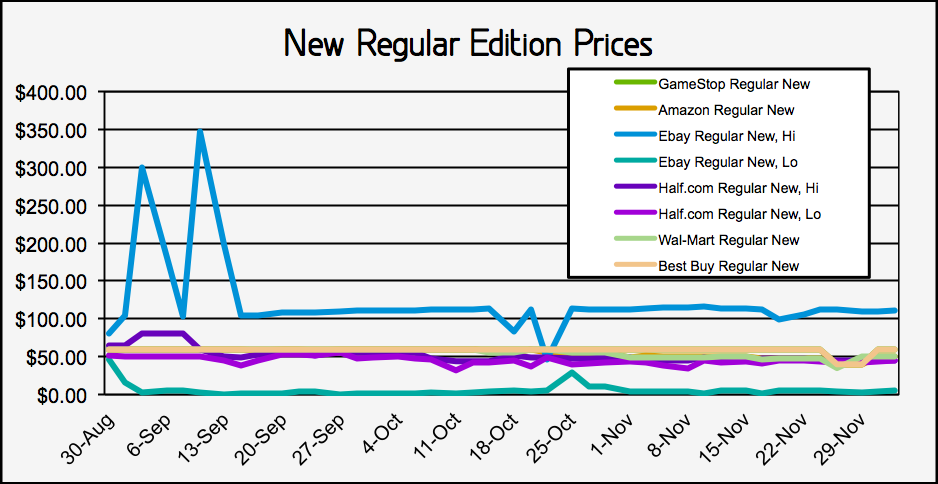 New Regular Edition Prices
GameStop Regular New
Amazon Regular New
Ebay Regular New, Hi
Ebay Regular New, Lo
Half.com Regular New, Hi
Half.com Regular New, Lo
Wal-Mart Regular New
Best Buy Regular New
$400.00
$350.00
$300.00
$250.00
$200.00
$150.00
$100.00
$50.00
$0.00
30-Aug
6-Sep
13-Sep
20-Sep
27-Sep
4-Oct
11-Oct
18-Oct
25-Oct
1-Nov
8-Nov
15-Nov
22-Nov
29-Nov